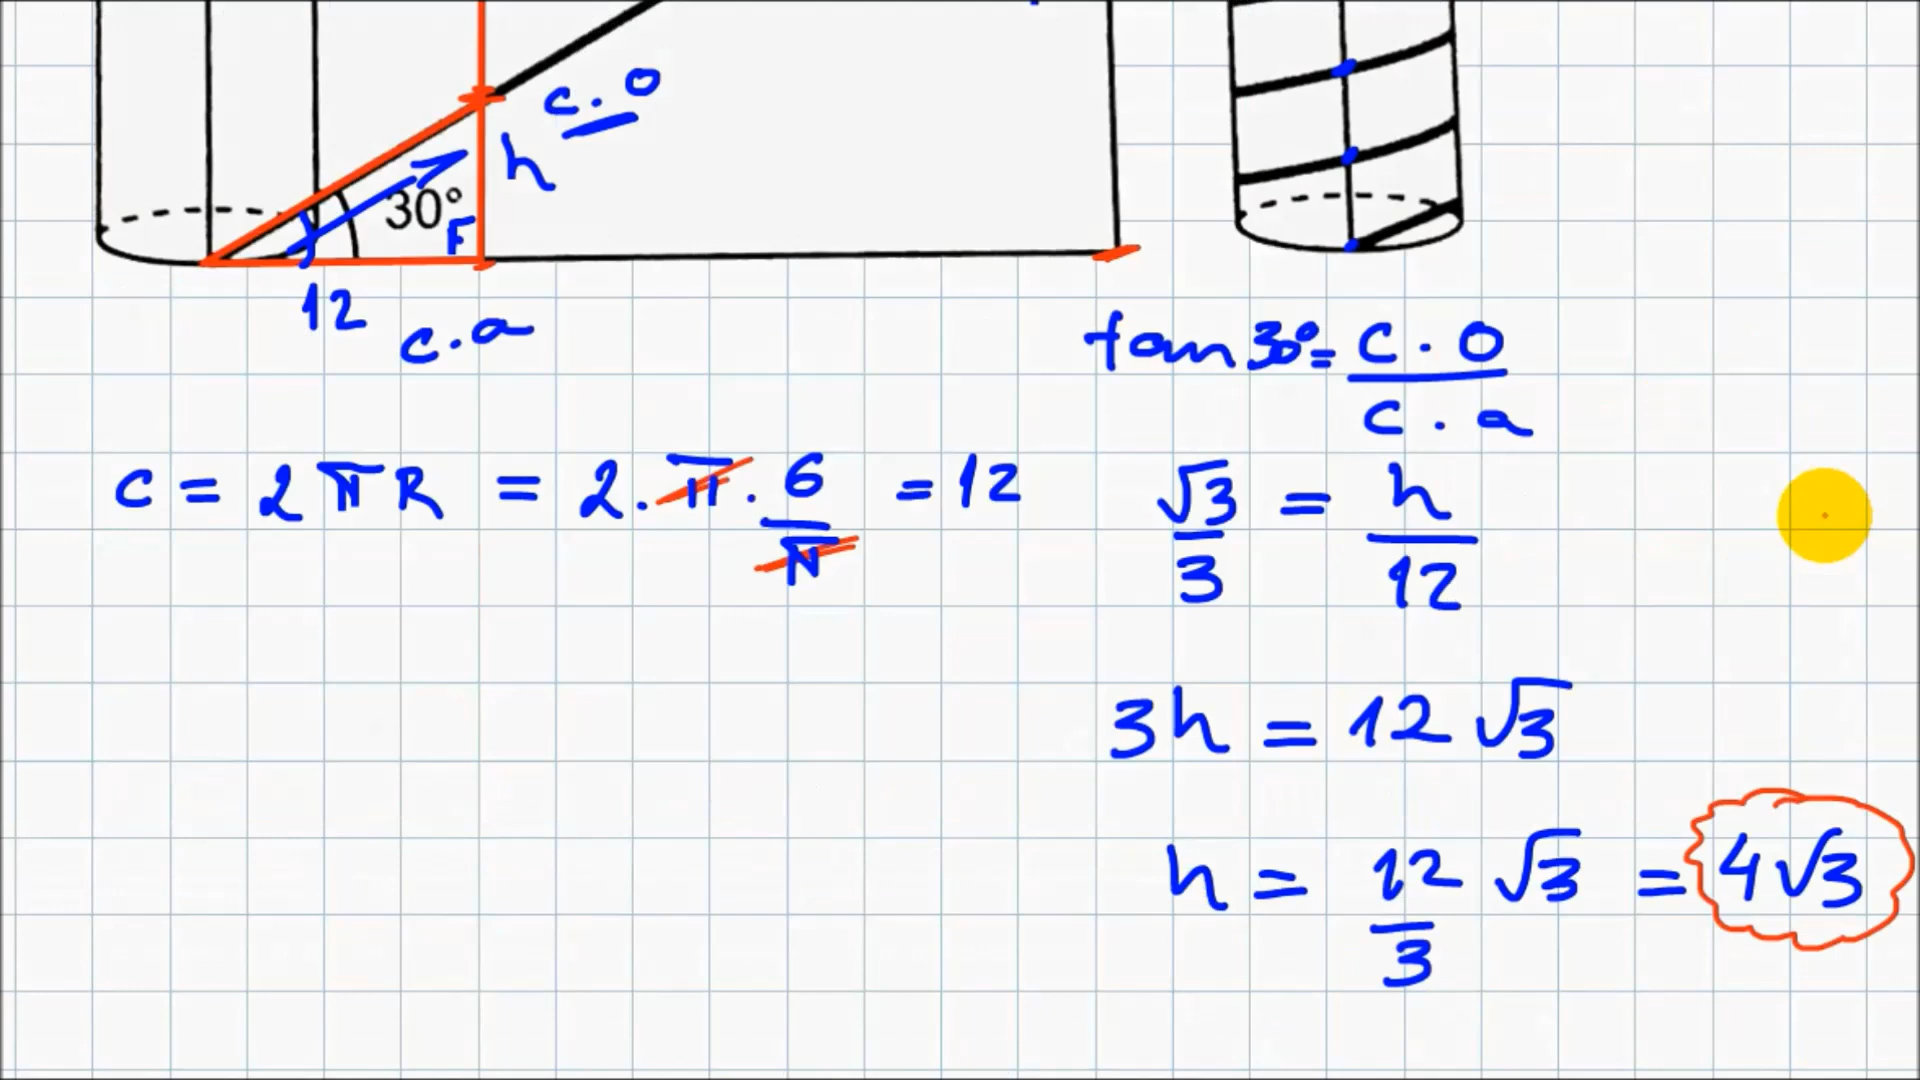 c.o
h
30°
F
12
c.a
tan 30° = c.o / c.a
c = 2πR = 2.π.6/π = 12
√3/3 = h/12
3h = 12√3
h = 12/3 √3 = 4√3